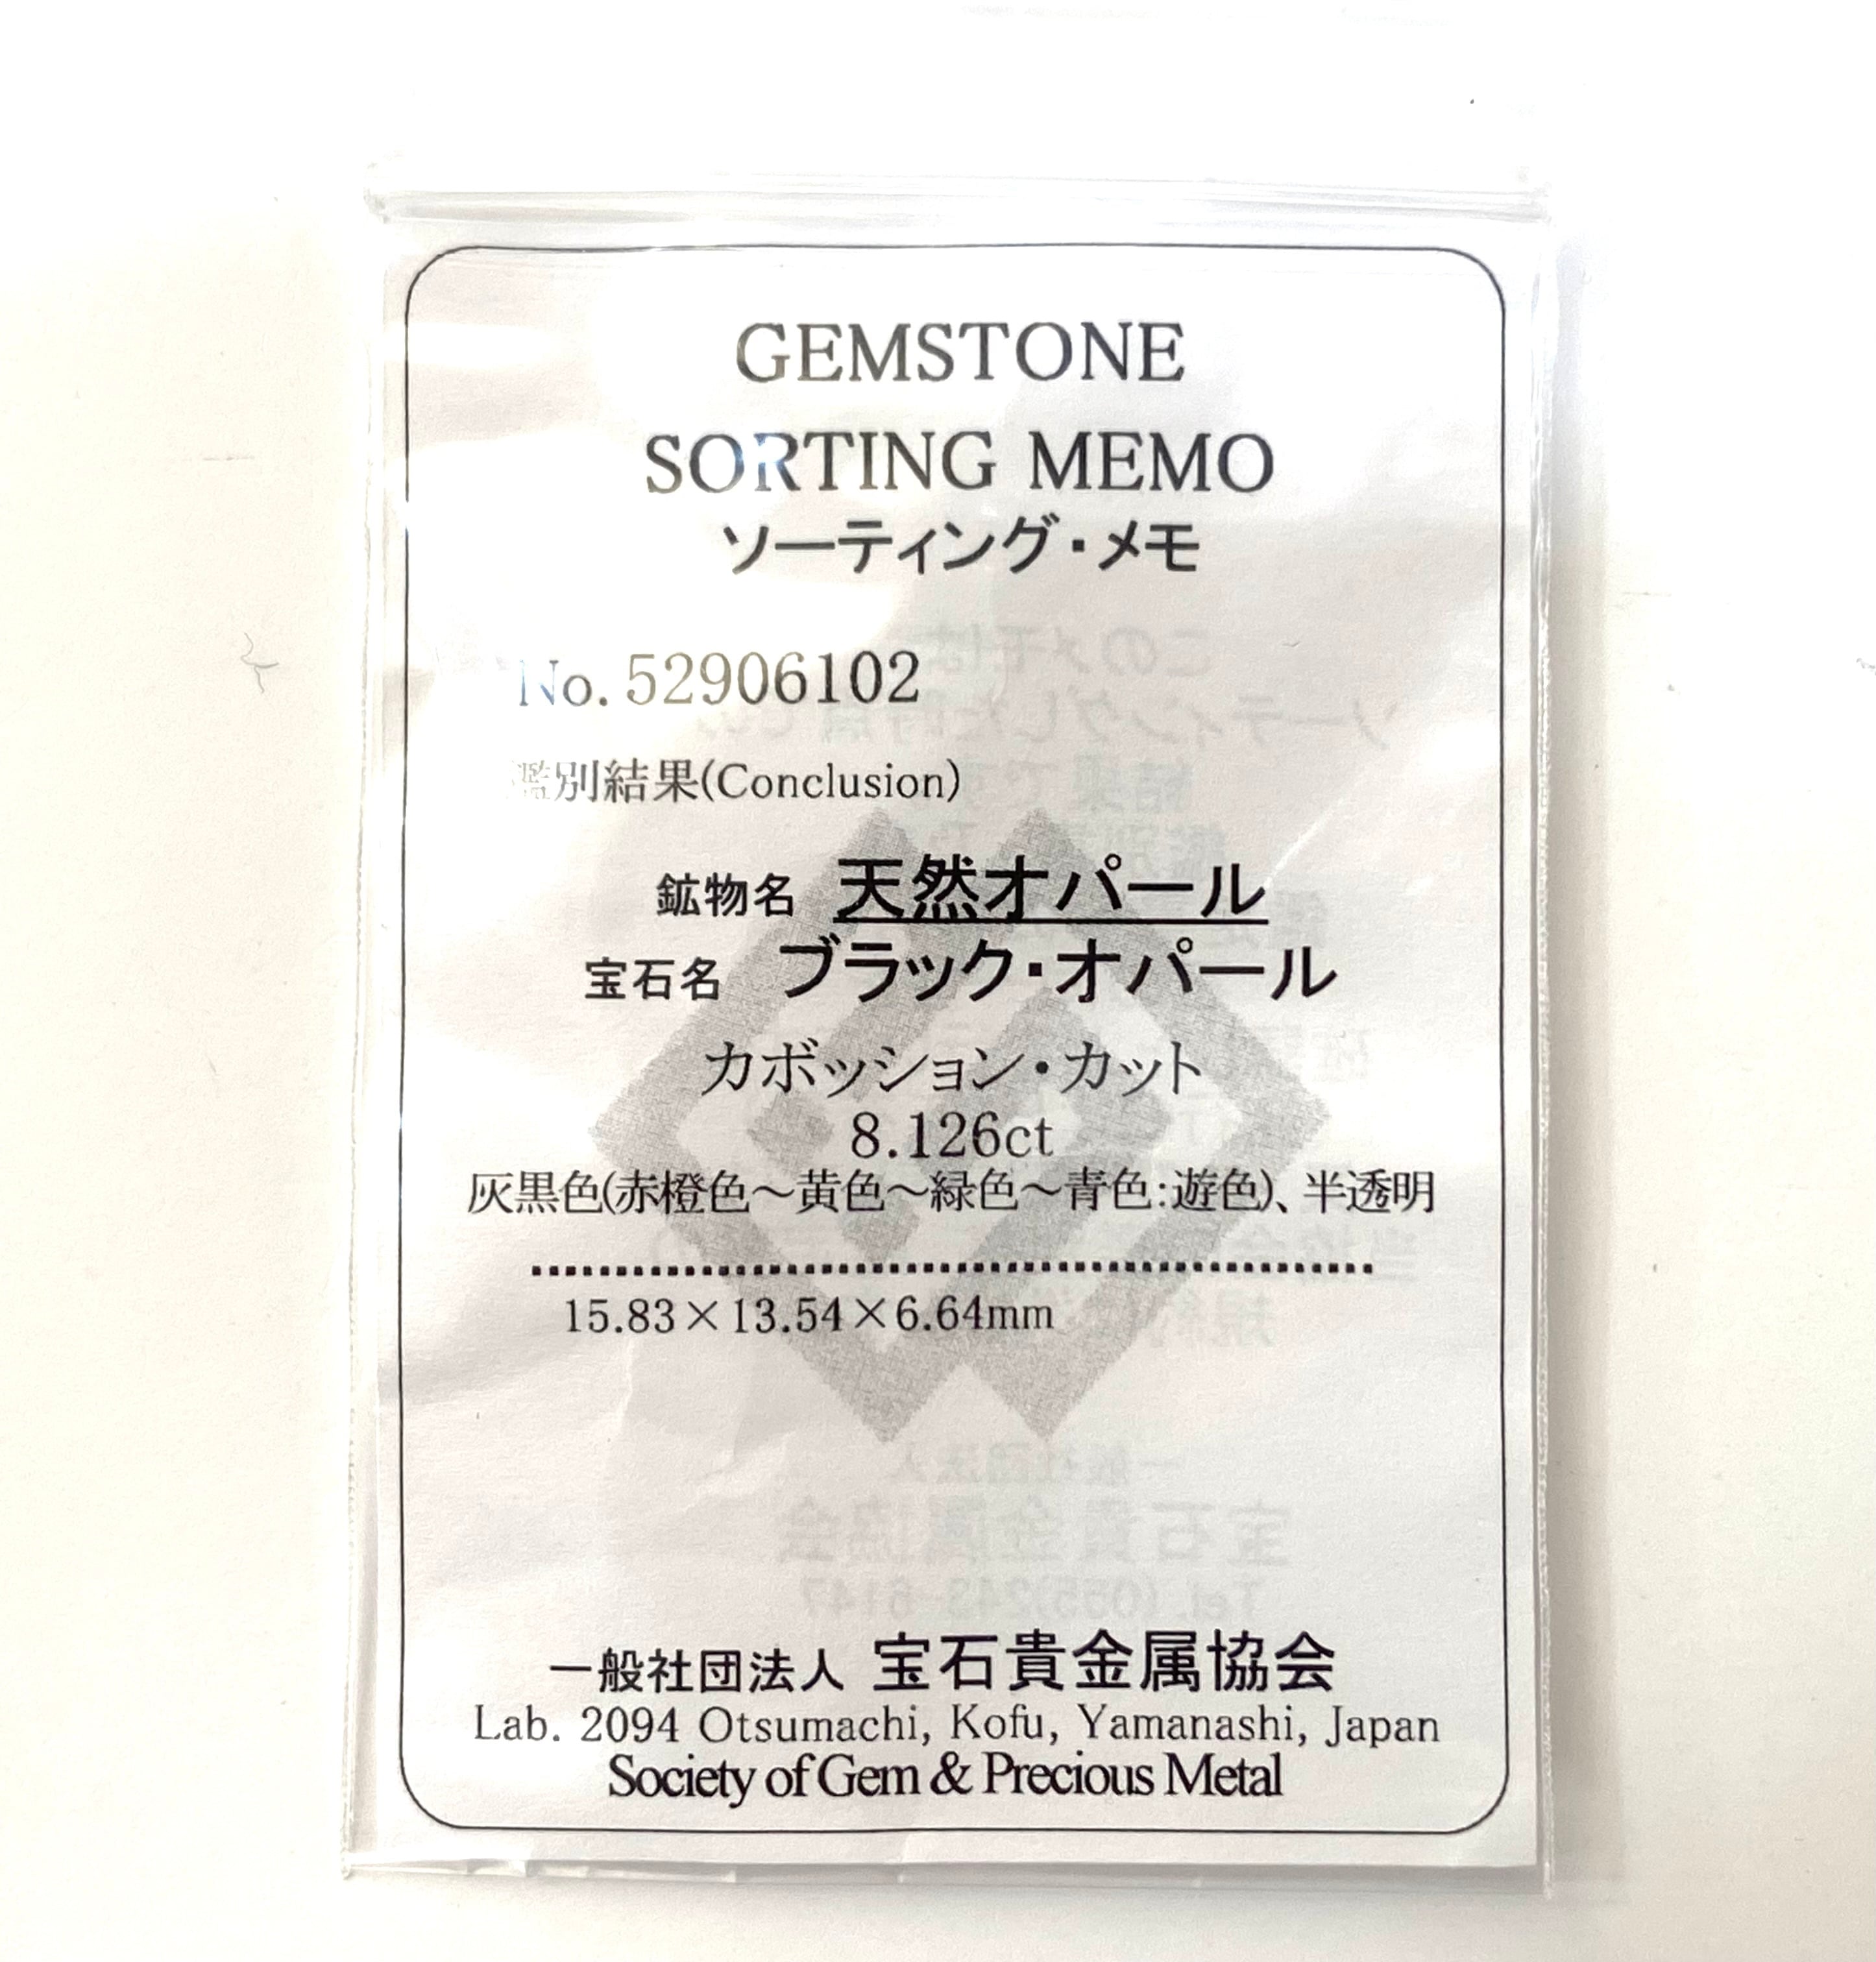 GEMSTONE
SORTING MEMO
ソーティング・メモ
No. 52906102
鑑別結果(Conclusion)
鉱物名 天然オパール
宝石名 ブラック・オパール
カボッション・カット
8.126ct
灰黒色(赤橙色～黄色～緑色～青色:遊色)、半透明
15.83×13.54×6.64mm
一般社団法人 宝石貴金属協会
Lab. 2094 Otsumachi, Kofu, Yamanashi, Japan
Society of Gem & Precious Metal